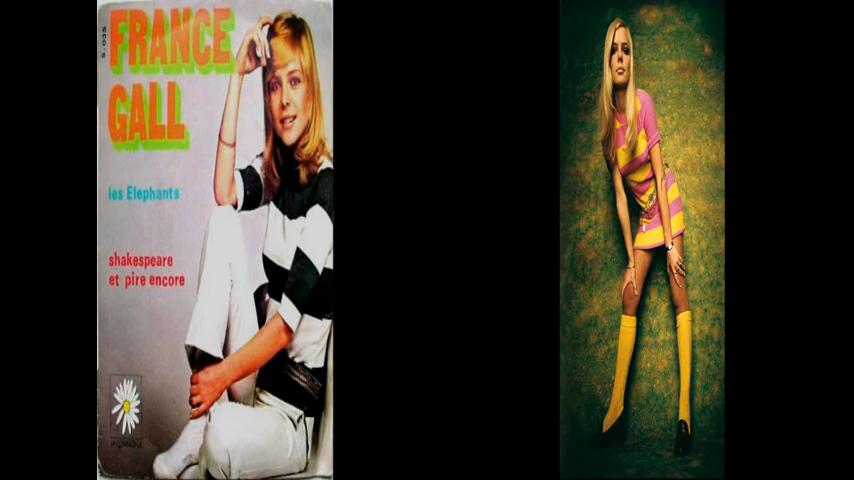 FRANCE
GALL
les Elephants
shakespeare
et pire encore